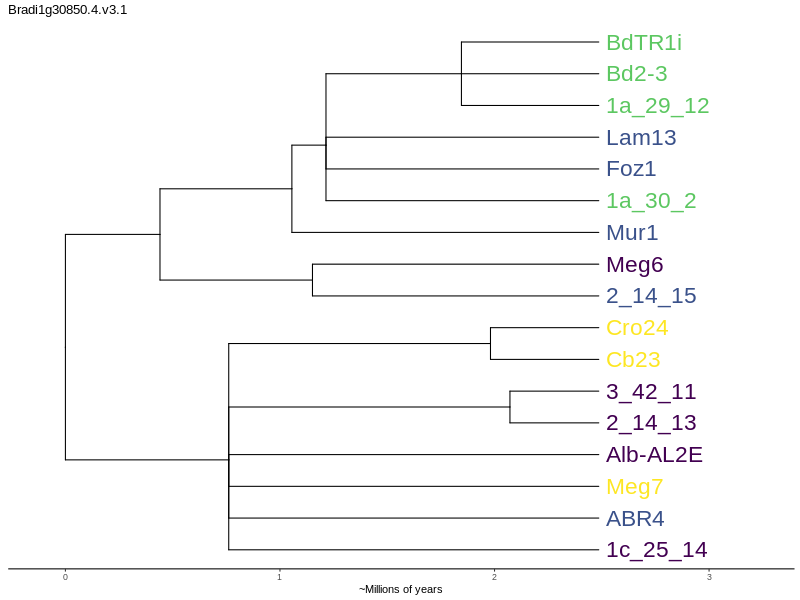 Bradi1g30850.4.v3.1
BdTR1i
Bd2-3
1a_29_12
Lam13
Foz1
1a_30_2
Mur1
Meg6
2_14_15
Cro24
Cb23
3_42_11
2_14_13
Alb-AL2E
Meg7
ABR4
1c_25_14
0 1 2 3
~Millions of years